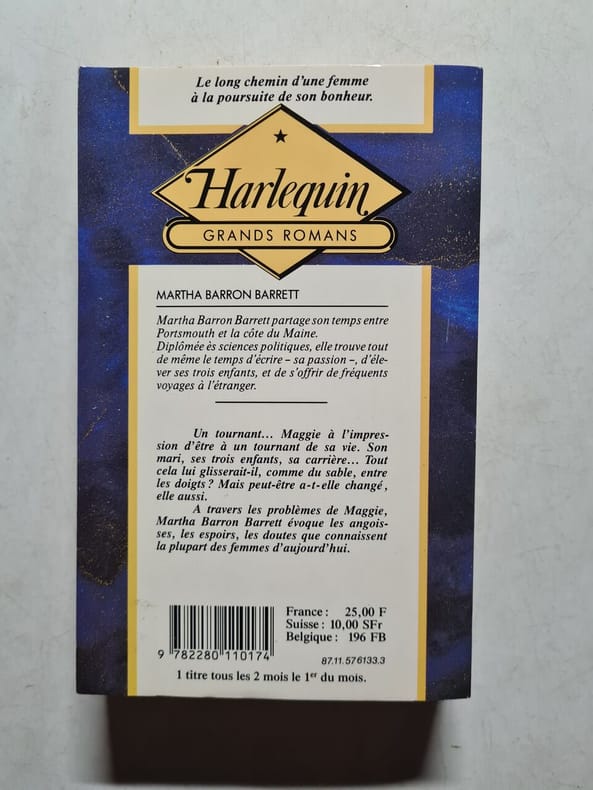 Le long chemin d'une femme
à la poursuite de son bonheur.
Harlequin
GRANDS ROMANS
MARTHA BARRON BARRETT
Martha Barron Barrett partage son temps entre
Portsmouth et la côte du Maine.
Diplômée ès sciences politiques, elle trouve tout
de même le temps d'écrire – sa passion –, d'éle-
ver ses trois enfants, et de s'offrir de fréquents
voyages à l'étranger.
Un tournant... Maggie à l'impres-
sion d'être à un tournant de sa vie. Son
mari, ses trois enfants, sa carrière... Tout
cela lui glisserait-il, comme du sable, entre
les doigts ? Mais peut-être a-t-elle changé,
elle aussi.
A travers les problèmes de Maggie,
Martha Barron Barrett évoque les angois-
ses, les espoirs, les doutes que connaissent
la plupart des femmes d'aujourd'hui.
France : 25,00 F
Suisse : 10,00 SFr
Belgique : 196 FB
9 782280 110174
87.11.576133.3
1 titre tous les 2 mois le 1er du mois.